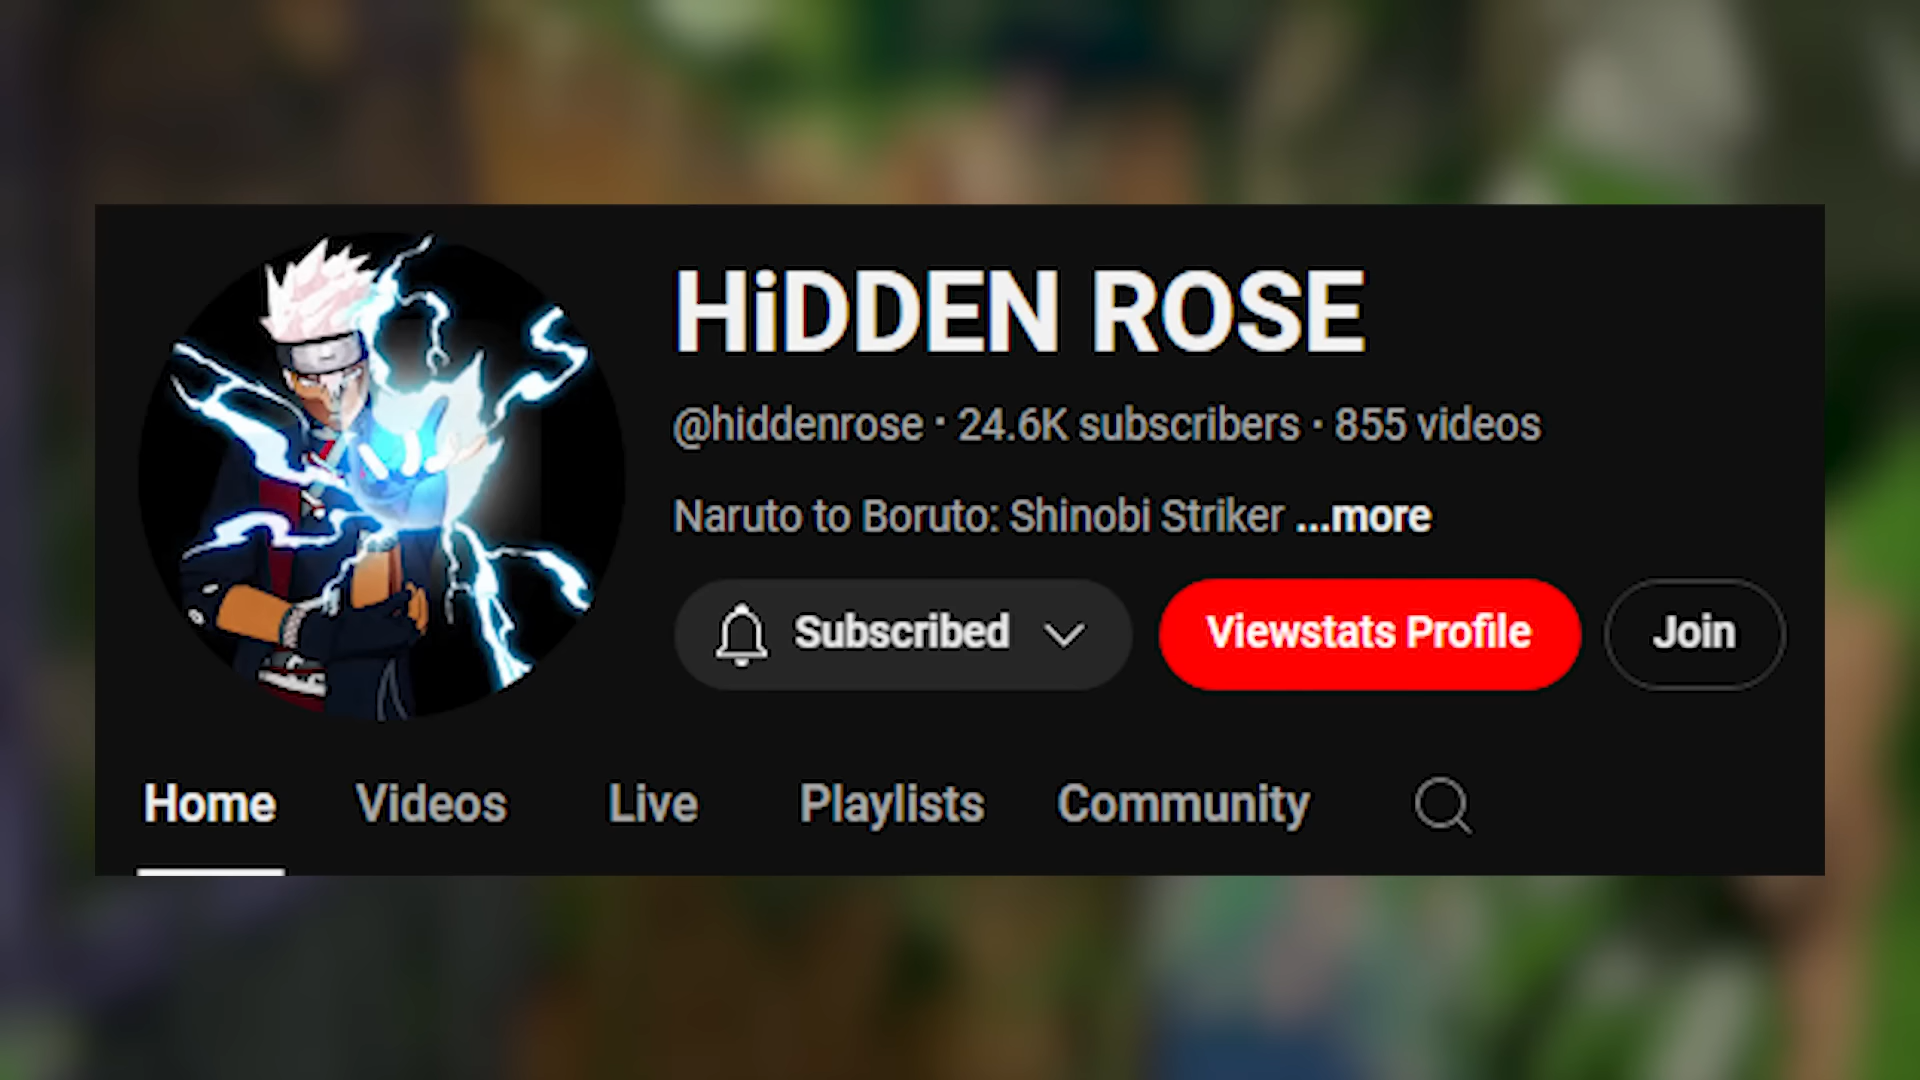 HiDDEN ROSE
@hiddenrose · 24.6K subscribers · 855 videos
Naruto to Boruto: Shinobi Striker ...more
Subscribed Viewstats Profile Join
Home Videos Live Playlists Community